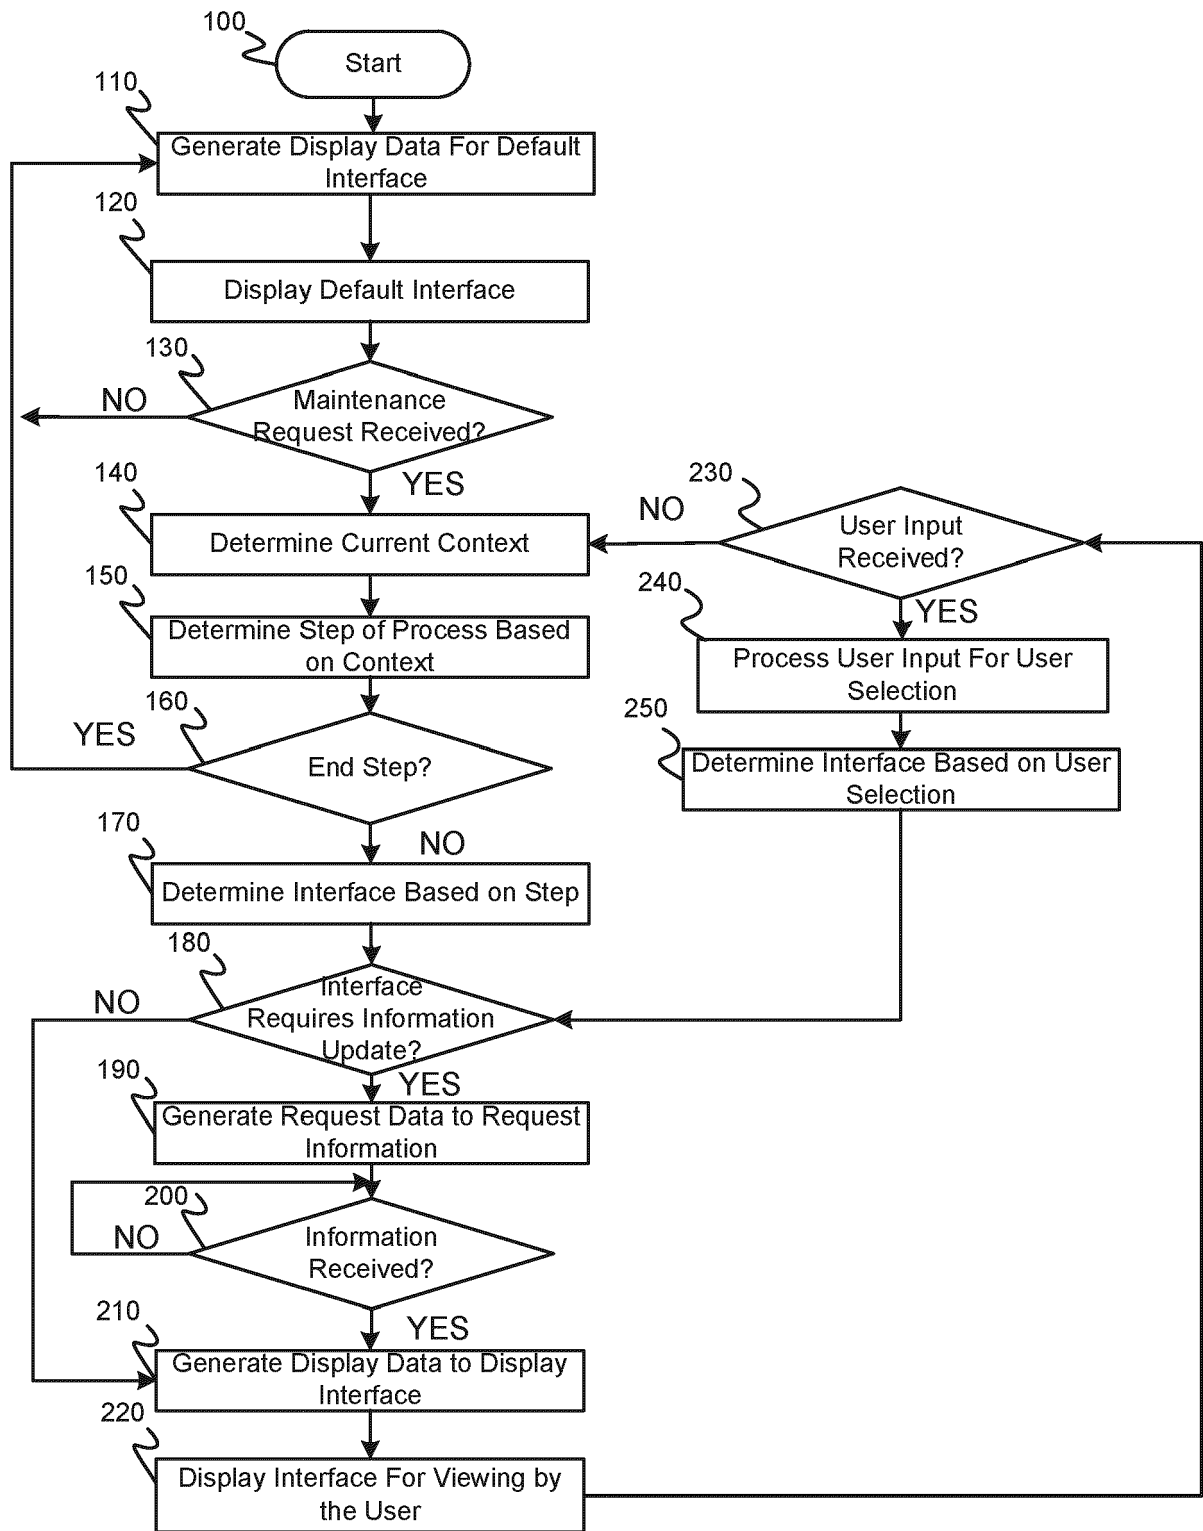 100
Start
110
Generate Display Data For Default
Interface
120
Display Default Interface
130
NO
Maintenance
Request Received?
YES
140
Determine Current Context
150
Determine Step of Process Based
on Context
160
YES
End Step?
NO
170
Determine Interface Based on Step
180
NO
Interface
Requires Information
Update?
YES
190
Generate Request Data to Request
Information
200
NO
Information
Received?
YES
210
Generate Display Data to Display
Interface
220
Display Interface For Viewing by
the User
230
NO
User Input
Received?
YES
240
Process User Input For User
Selection
250
Determine Interface Based on User
Selection